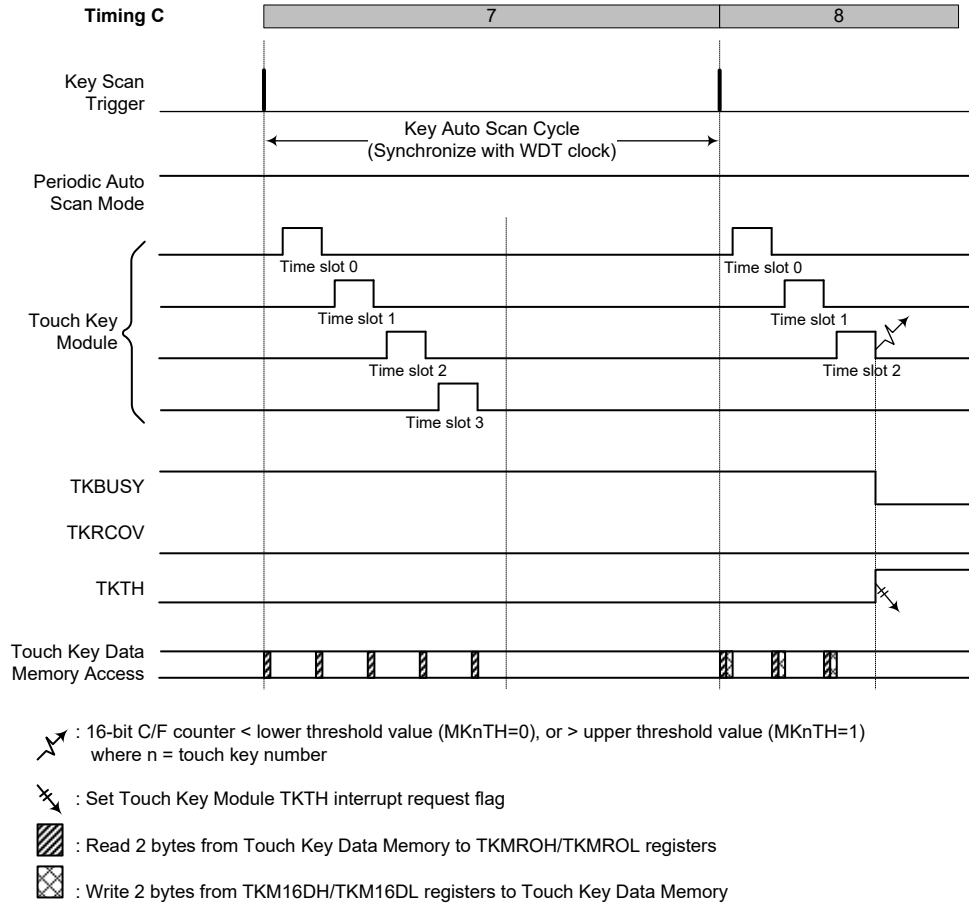 Timing C
7
8
Key Scan
Trigger
Key Auto Scan Cycle
(Synchronize with WDT clock)
Periodic Auto
Scan Mode
Touch Key
Module
Time slot 0
Time slot 0
Time slot 1
Time slot 1
Time slot 2
Time slot 2
Time slot 3
TKBUSY
TKRCOV
TKTH
Touch Key Data
Memory Access
: 16-bit C/F counter < lower threshold value (MKnTH=0), or > upper threshold value (MKnTH=1)
where n = touch key number
: Set Touch Key Module TKTH interrupt request flag
: Read 2 bytes from Touch Key Data Memory to TKMROH/TKMROL registers
: Write 2 bytes from TKM16DH/TKM16DL registers to Touch Key Data Memory